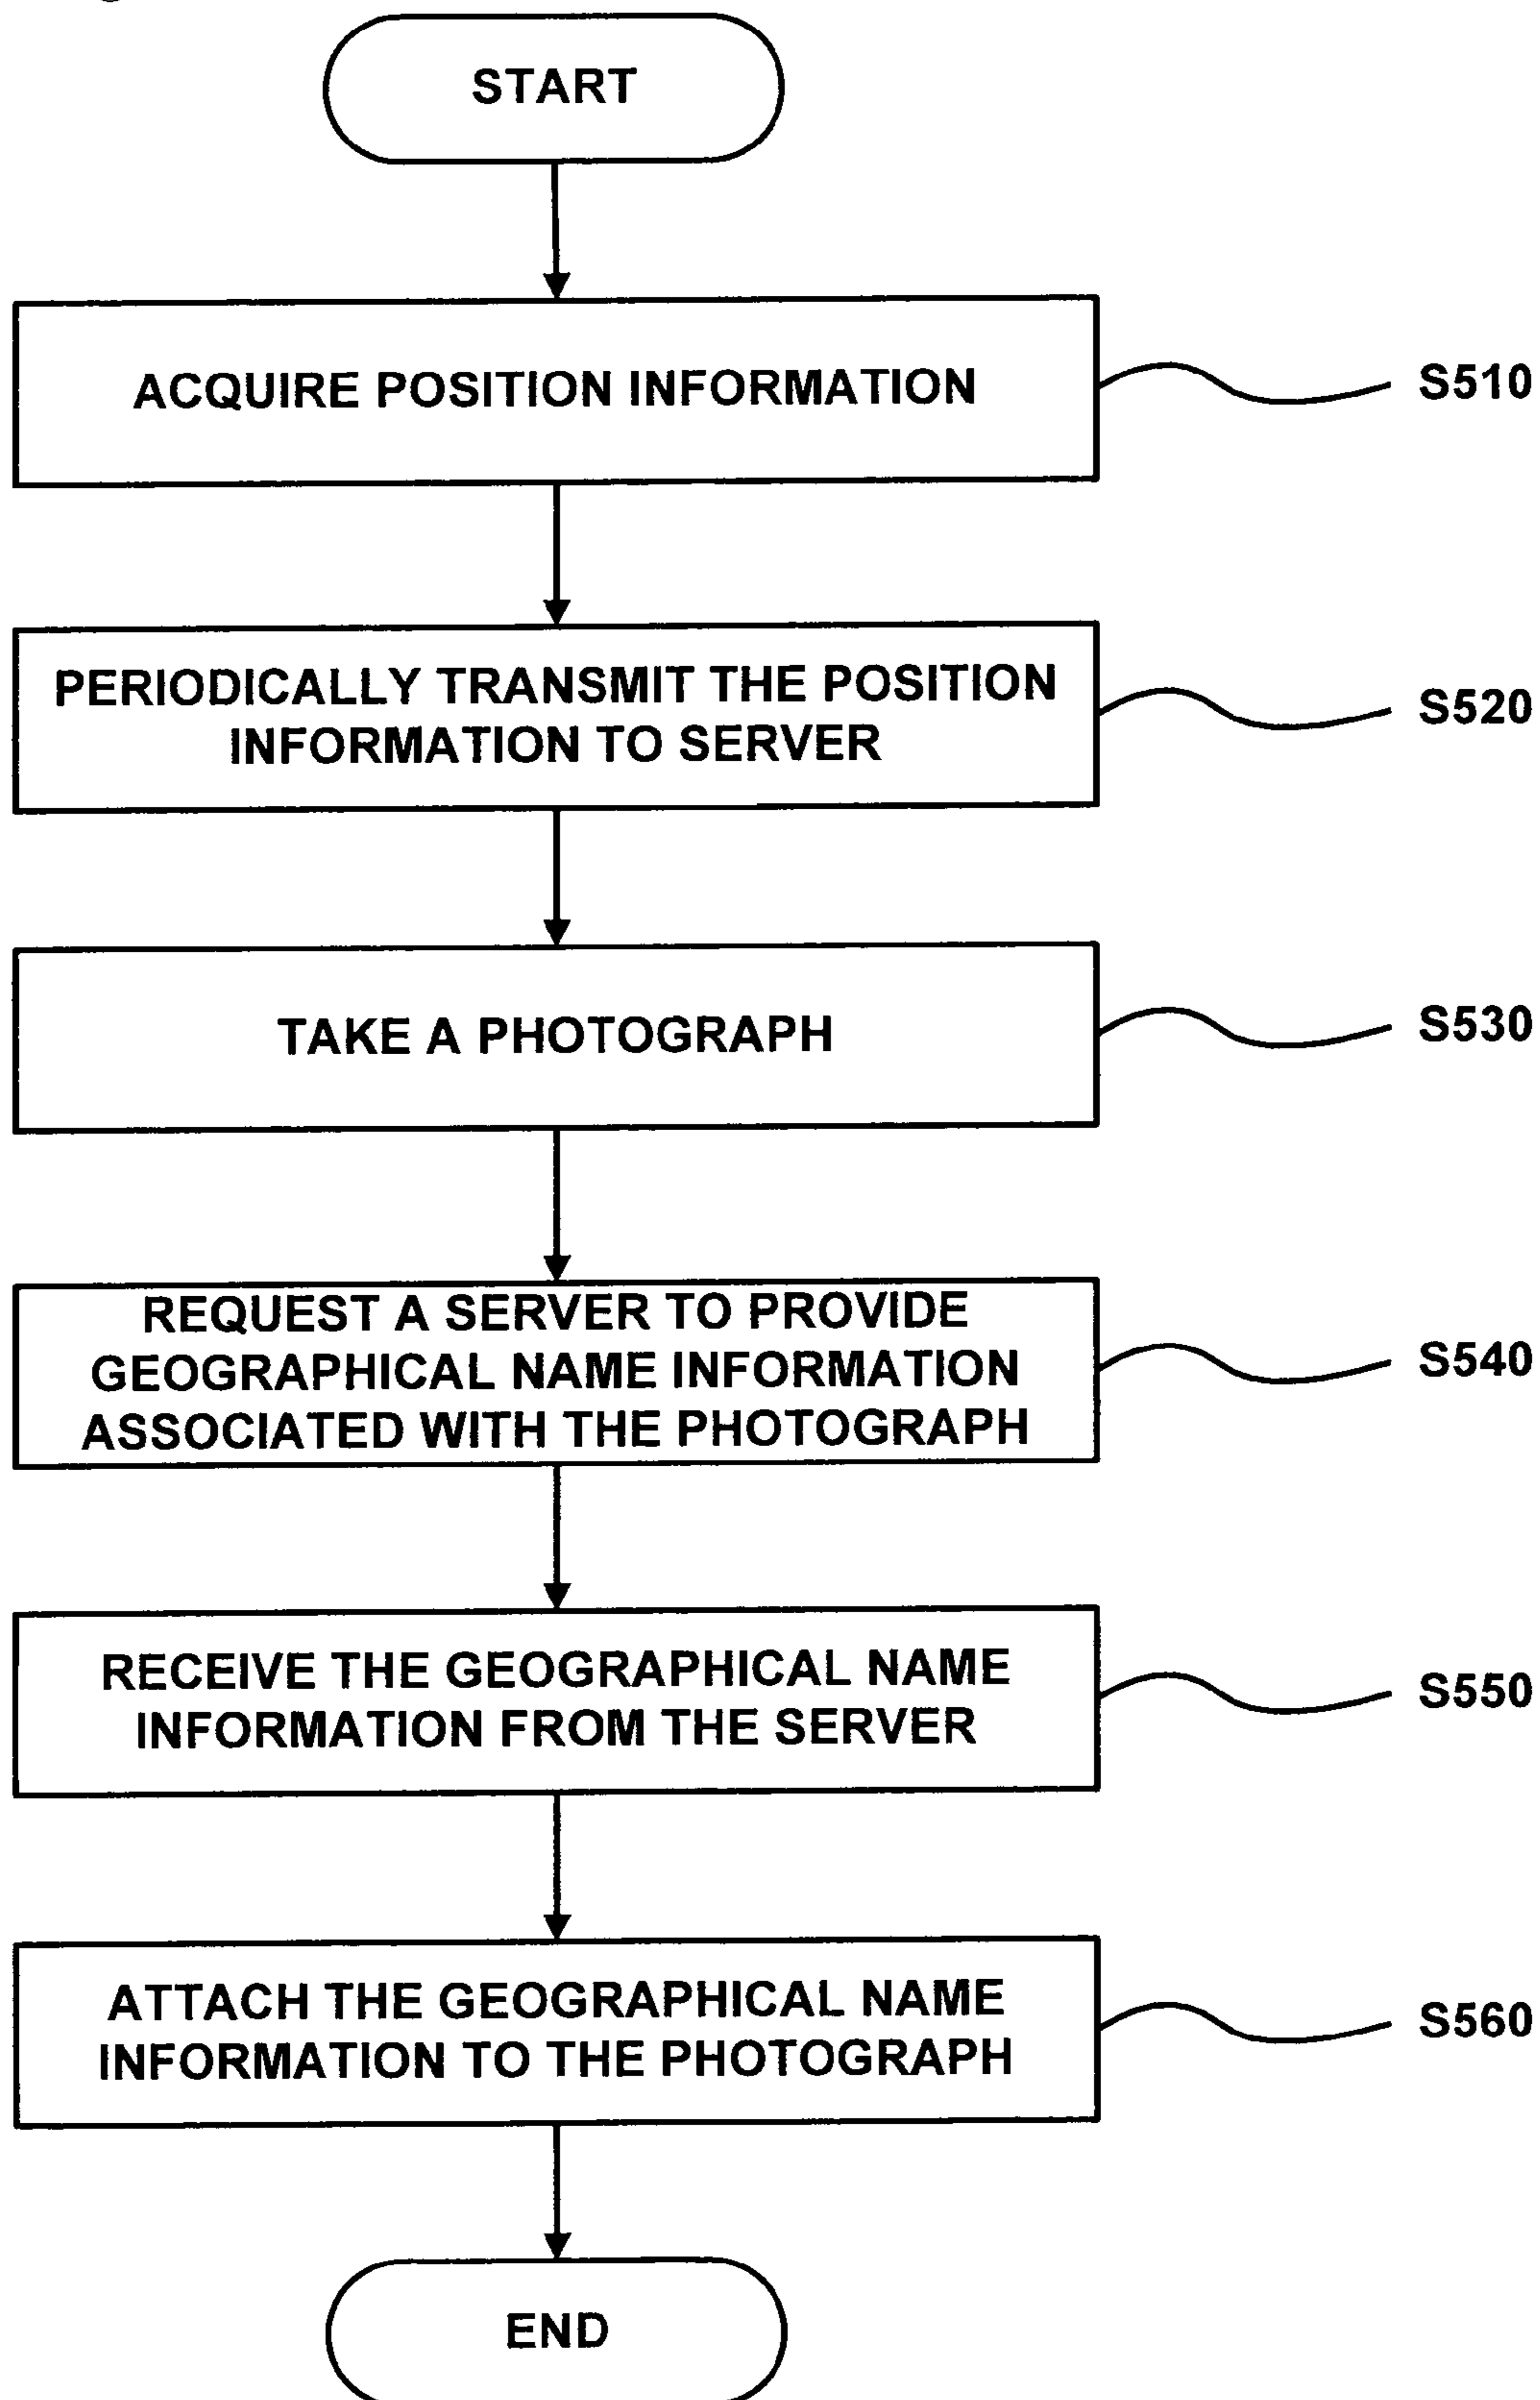 START
ACQUIRE POSITION INFORMATION
S510
PERIODICALLY TRANSMIT THE POSITION
INFORMATION TO SERVER
S520
TAKE A PHOTOGRAPH
S530
REQUEST A SERVER TO PROVIDE
GEOGRAPHICAL NAME INFORMATION
ASSOCIATED WITH THE PHOTOGRAPH
S540
RECEIVE THE GEOGRAPHICAL NAME
INFORMATION FROM THE SERVER
S550
ATTACH THE GEOGRAPHICAL NAME
INFORMATION TO THE PHOTOGRAPH
S560
END